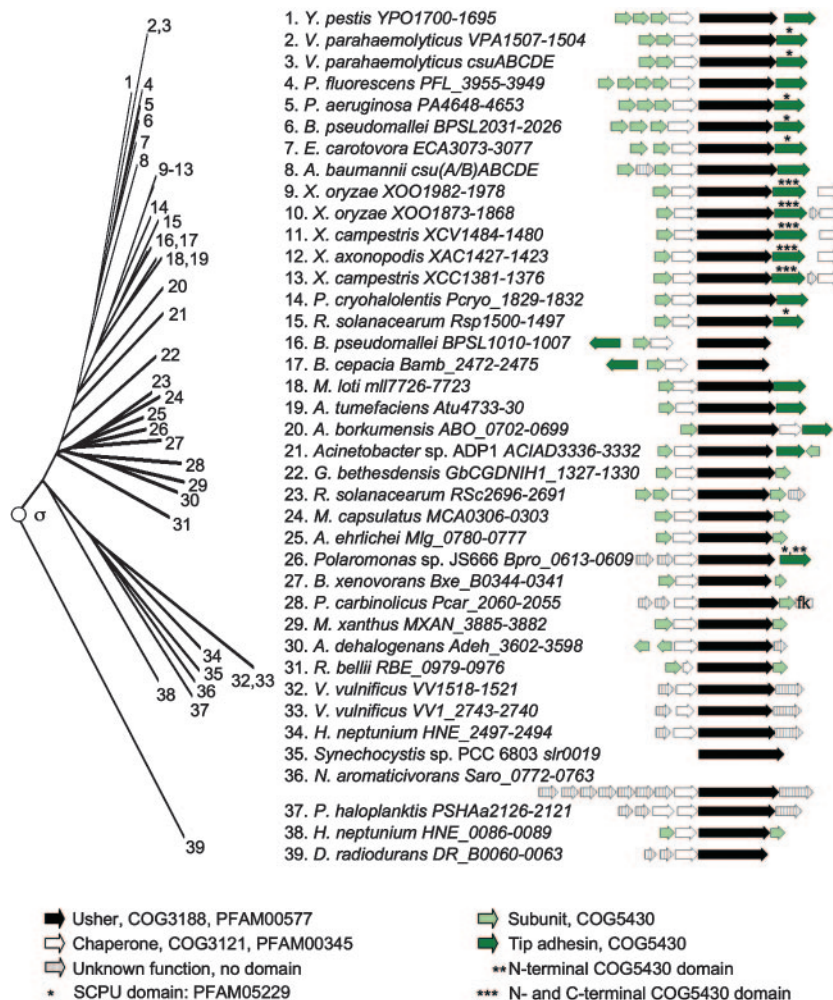 2,3
1
4
5
6
7
8
9-13
14
15
16,17
18,19
20
21
22
23
24
25
26
27
28
29
30
31
σ
34
35
32,33
36
38
37
39
1. Y. pestis YPO1700-1695
2. V. parahaemolyticus VPA1507-1504 *
3. V. parahaemolyticus csuABCDE *
4. P. fluorescens PFL_3955-3949
5. P. aeruginosa PA4648-4653 *
6. B. pseudomallei BPSL2031-2026 *
7. E. carotovora ECA3073-3077 *
8. A. baumannii csu(A/B)ABCDE
9. X. oryzae XOO1982-1978 ***
10. X. oryzae XOO1873-1868 ***
11. X. campestris XCV1484-1480 ***
12. X. axonopodis XAC1427-1423 ***
13. X. campestris XCC1381-1376 ***
14. P. cryohalolentis Pcryo_1829-1832
15. R. solanacearum Rsp1500-1497 *
16. B. pseudomallei BPSL1010-1007
17. B. cepacia Bamb_2472-2475
18. M. loti mll7726-7723
19. A. tumefaciens Atu4733-30
20. A. borkumensis ABO_0702-0699
21. Acinetobacter sp. ADP1 ACIAD3336-3332
22. G. bethesdensis GbCGDNIH1_1327-1330
23. R. solanacearum RSc2696-2691
24. M. capsulatus MCA0306-0303
25. A. ehrlichei Mlg_0780-0777
26. Polaromonas sp. JS666 Bpro_0613-0609 *,**
27. B. xenovorans Bxe_B0344-0341
28. P. carbinolicus Pcar_2060-2055 fk
29. M. xanthus MXAN_3885-3882
30. A. dehalogenans Adeh_3602-3598
31. R. bellii RBE_0979-0976
32. V. vulnificus VV1518-1521
33. V. vulnificus VV1_2743-2740
34. H. neptunium HNE_2497-2494
35. Synechocystis sp. PCC 6803 slr0019
36. N. aromaticivorans Saro_0772-0763
37. P. haloplanktis PSHAa2126-2121
38. H. neptunium HNE_0086-0089
39. D. radiodurans DR_B0060-0063
Usher, COG3188, PFAM00577
Chaperone, COG3121, PFAM00345
Unknown function, no domain
* SCPU domain: PFAM05229
Subunit, COG5430
Tip adhesin, COG5430
**N-terminal COG5430 domain
*** N- and C-terminal COG5430 domain